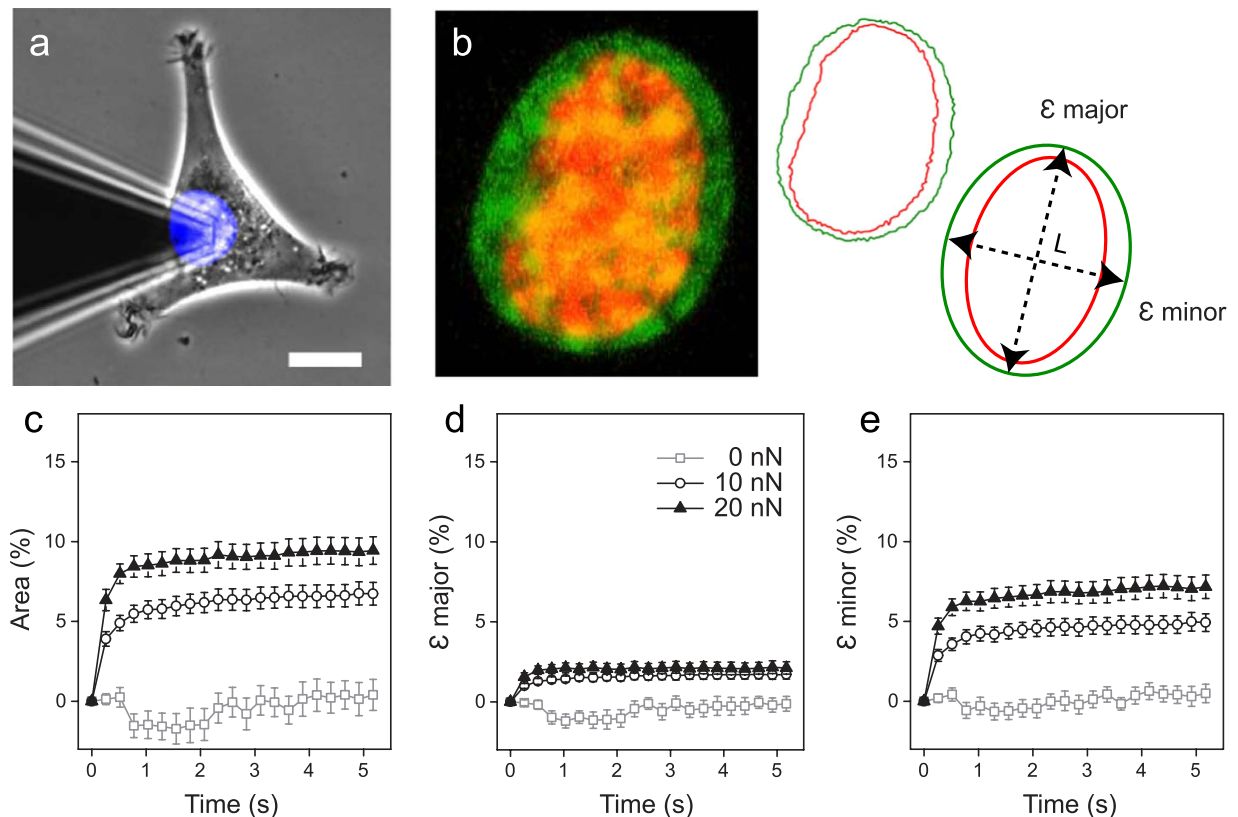 a
b
Ɛ major
L
Ɛ minor
c
Area (%)
15
10
5
0
0 1 2 3 4 5
Time (s)
d
Ɛ major (%)
0 nN
10 nN
20 nN
15
10
5
0
0 1 2 3 4 5
Time (s)
e
Ɛ minor (%)
15
10
5
0
0 1 2 3 4 5
Time (s)